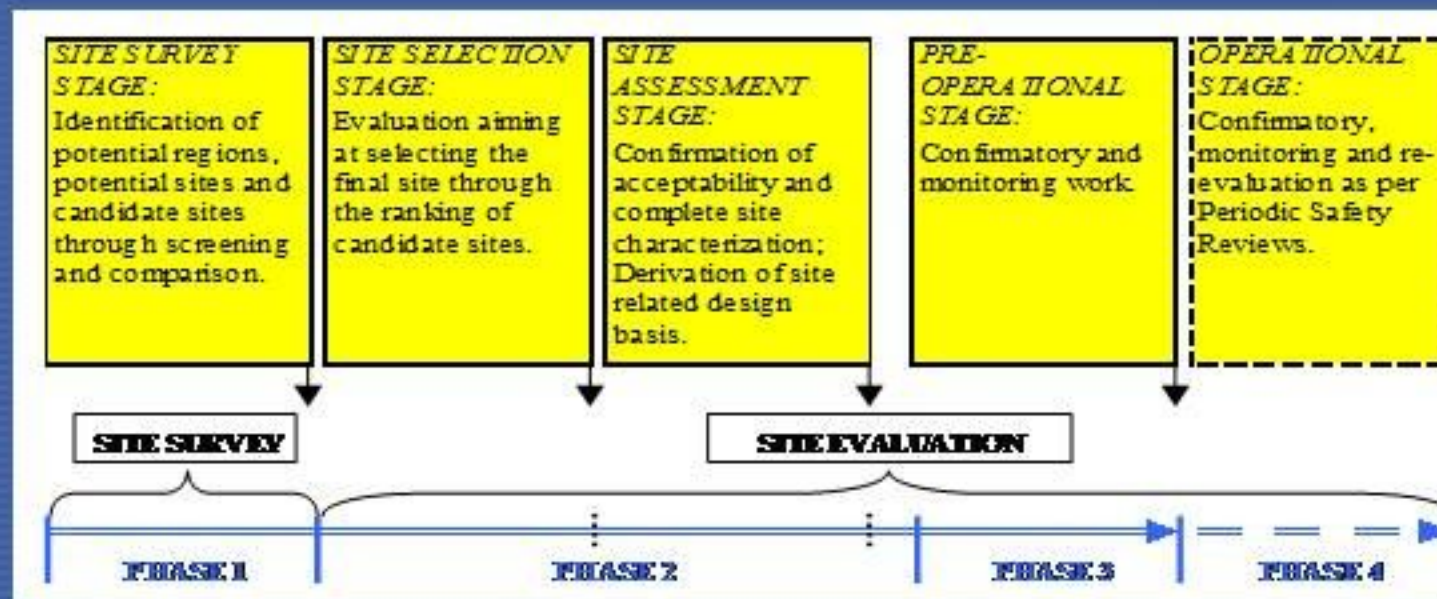 SITE SURVEY
STAGE:
Identification of
potential regions,
potential sites and
candidate sites
through screening
and comparison.
SITE SELECTION
STAGE:
Evaluation aiming
at selecting the
final site through
the ranking of
candidate sites.
SITE
ASSESSMENT
STAGE:
Confirmation of
acceptability and
complete site
characterization;
Derivation of site
related design
basis.
PRE-
OPERATIONAL
STAGE:
Confirmatory and
monitoring work.
OPERATIONAL
STAGE:
Confirmatory,
monitoring and re-
evaluation as per
Periodic Safety
Reviews.
SITE SURVEY
SITE EVALUATION
PHASE 1
PHASE 2
PHASE 3
PHASE 4